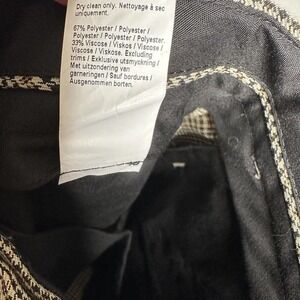 Dry clean only. Nettoyage à sec
uniquement.
67% Polyester / Polyester /
Polyester / Polyester / Polyester.
33% Viscose / Viskos / Viscose /
Viscose / Viskose. Excluding
trims / Exklusive utsmyckning /
Met uitzondering van
garneringen / Sauf bordures /
Ausgenommen borten.